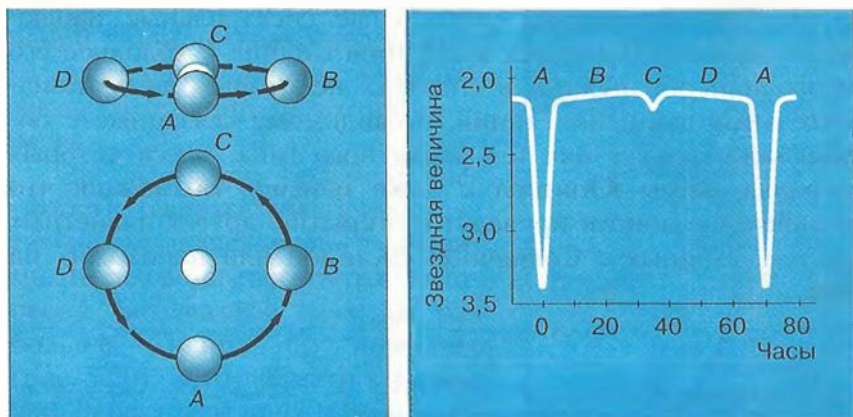 C
D
B
A
C
D
B
A
A B C D A
2,0
2,5
3,0
3,5
Звездная величина
0 20 40 60 80
Часы